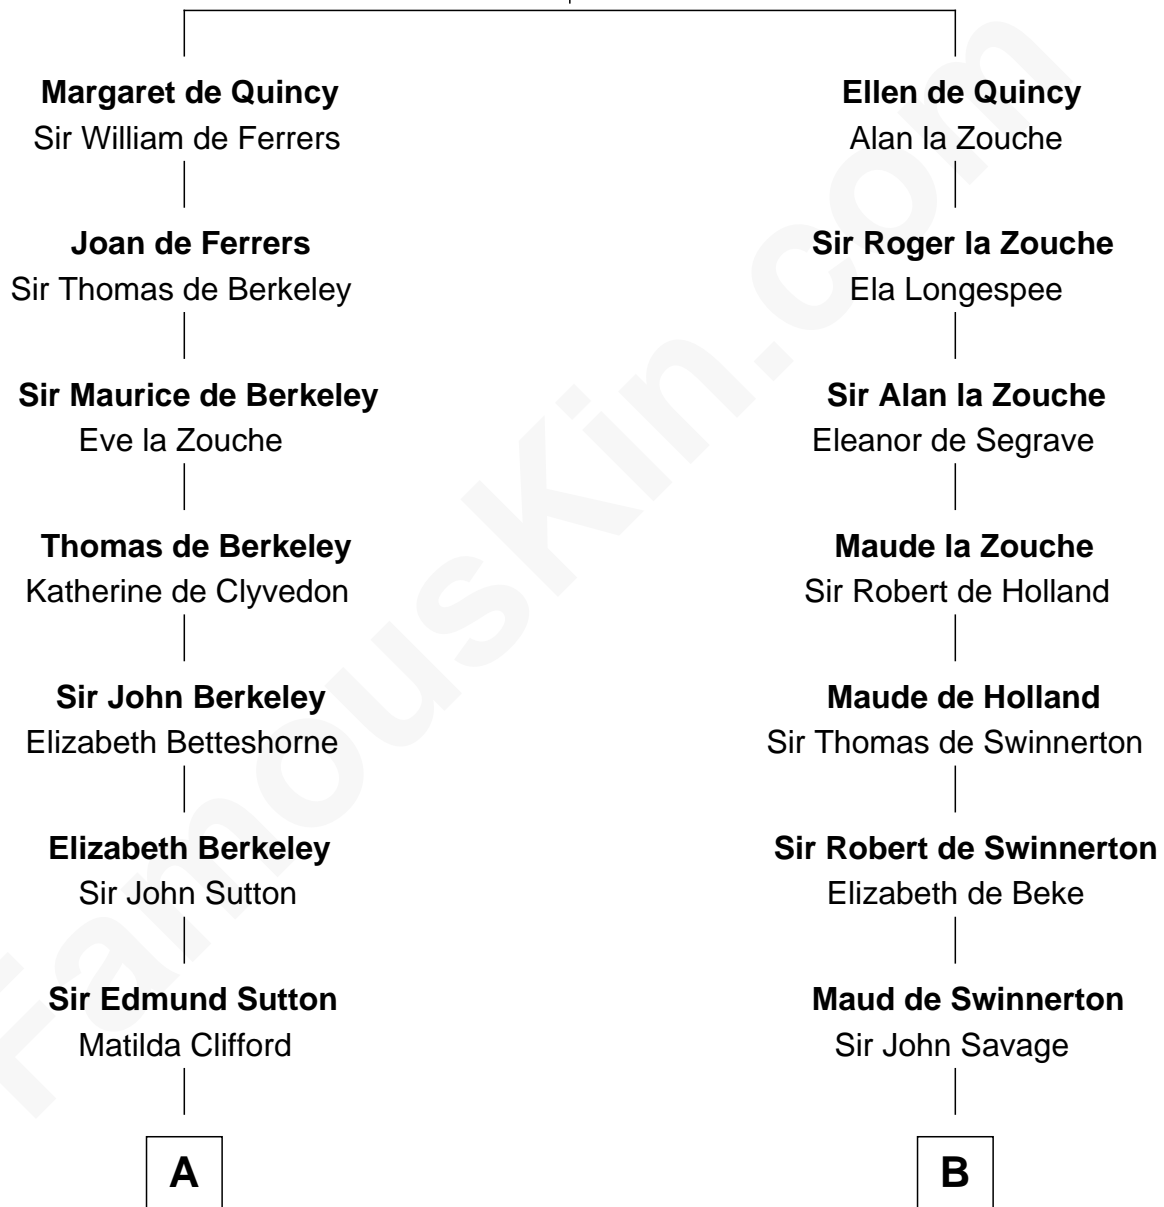 Margaret de Quincy
Sir William de Ferrers
Joan de Ferrers
Sir Thomas de Berkeley
Sir Maurice de Berkeley
Eve la Zouche
Thomas de Berkeley
Katherine de Clyvedon
Sir John Berkeley
Elizabeth Betteshorne
Elizabeth Berkeley
Sir John Sutton
Sir Edmund Sutton
Matilda Clifford
A
Ellen de Quincy
Alan la Zouche
Sir Roger la Zouche
Ela Longespee
Sir Alan la Zouche
Eleanor de Segrave
Maude la Zouche
Sir Robert de Holland
Maude de Holland
Sir Thomas de Swinnerton
Sir Robert de Swinnerton
Elizabeth de Beke
Maud de Swinnerton
Sir John Savage
B
FamousKin.com